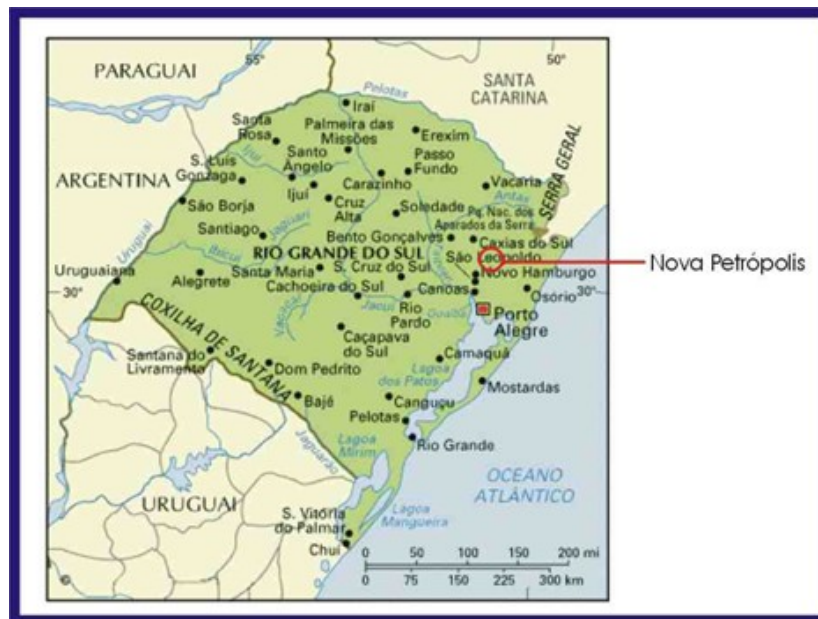 55°
50°
PARAGUAI
SANTA
CATARINA
Pelotas
Iraí
Santa
Rosa
Palmeira das
Missões
Erexim
Ijuí
Santo
Ângelo
Passo
Fundo
S. Luis
Gonzaga
SERRA GERAL
ARGENTINA
Ijuí
Carazinho
Vacaria
Antas
São Borja
Cruz
Alta
Soledade
Pq. Nac. dos
Aparados da Serra
Jaguari
Santiago
Bento Gonçalves
Caxias do Sul
Uruguai
Ibicuí
RIO GRANDE DO SUL
São
Leopoldo
Nova Petrópolis
Uruguaiana
Alegrete
Santa Maria
S. Cruz do Sul
Novo Hamburgo
Cachoeira do Sul
Canoas
30°
30°
Osório
Jacuí
Rio
Pardo
Guaíba
Porto
Alegre
Vacacaí
COXILHA DE SANTANA
Caçapava
do Sul
Santana do
Livramento
Camaquã
Dom Pedrito
Lagoa
dos Patos
Mostardas
Bajé
Canguçu
Pelotas
Jaguarão
Lagoa
Mirim
Rio Grande
OCEANO
ATLÂNTICO
URUGUAI
S. Vitória
do Palmar
Lagoa
Mangueira
Chuí
0 50 100 150 200 mi
0 75 150 225 300 km
©